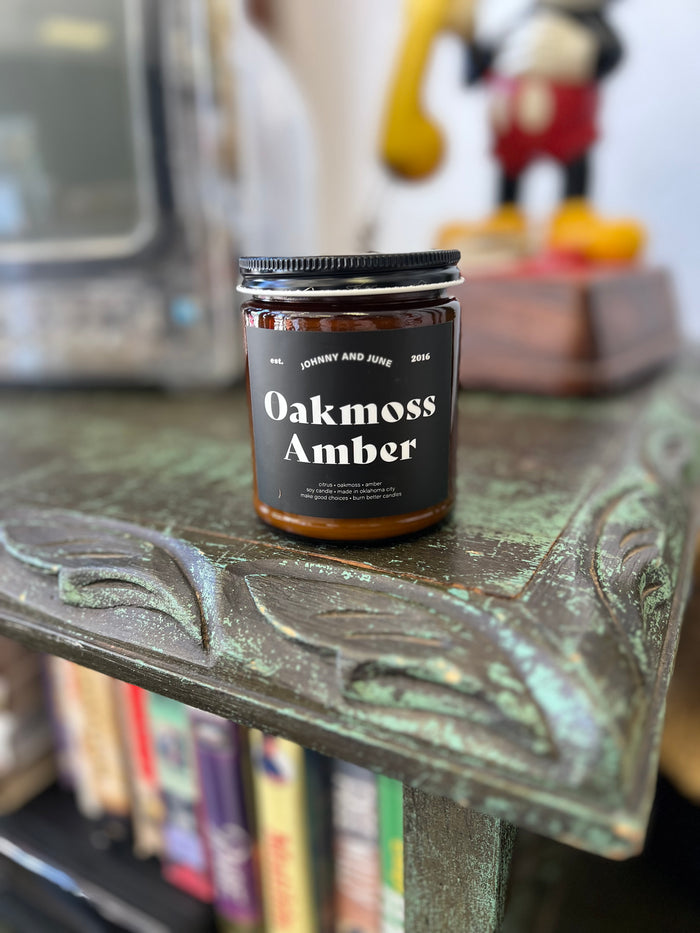 est. JOHNNY AND JUNE 2016
Oakmoss
Amber
citrus • oakmoss • amber
soy candle • made in oklahoma city
make good choices • burn better candles